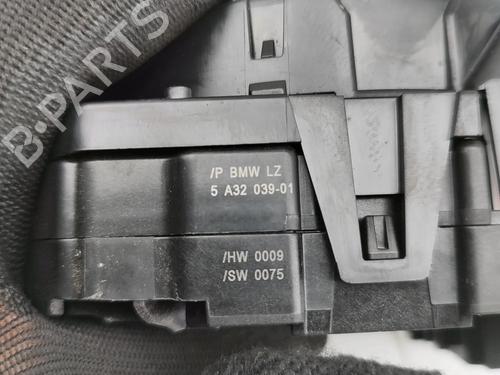 B-PARTS
/P BMW LZ
5 A32 039-01
/HW 0009
/SW 0075